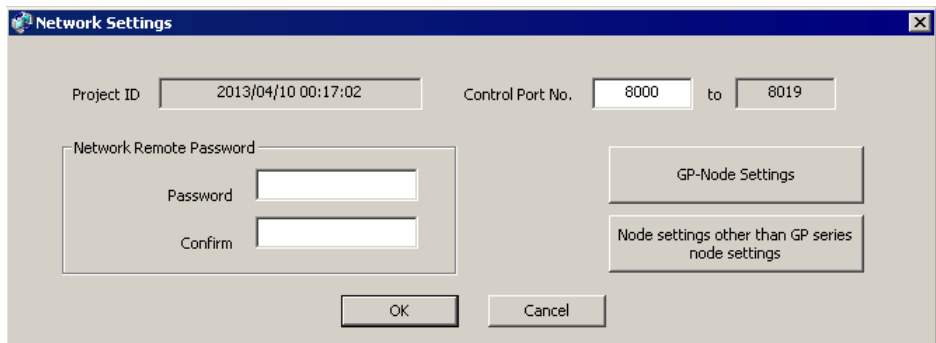 Network Settings
Project ID 2013/04/10 00:17:02 Control Port No. 8000 to 8019
Network Remote Password
Password
Confirm
GP-Node Settings
Node settings other than GP series
node settings
OK Cancel